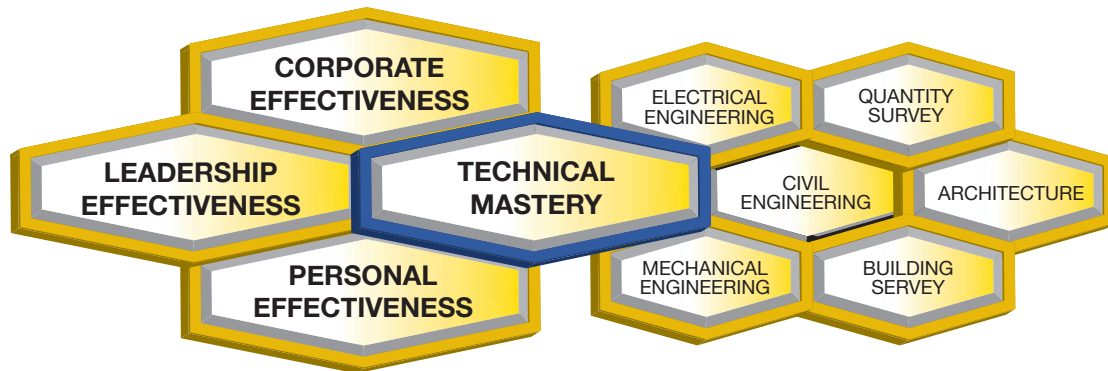 CORPORATE
EFFECTIVENESS
LEADERSHIP
EFFECTIVENESS
TECHNICAL
MASTERY
PERSONAL
EFFECTIVENESS
ELECTRICAL
ENGINEERING
QUANTITY
SURVEY
CIVIL
ENGINEERING
ARCHITECTURE
MECHANICAL
ENGINEERING
BUILDING
SERVEY